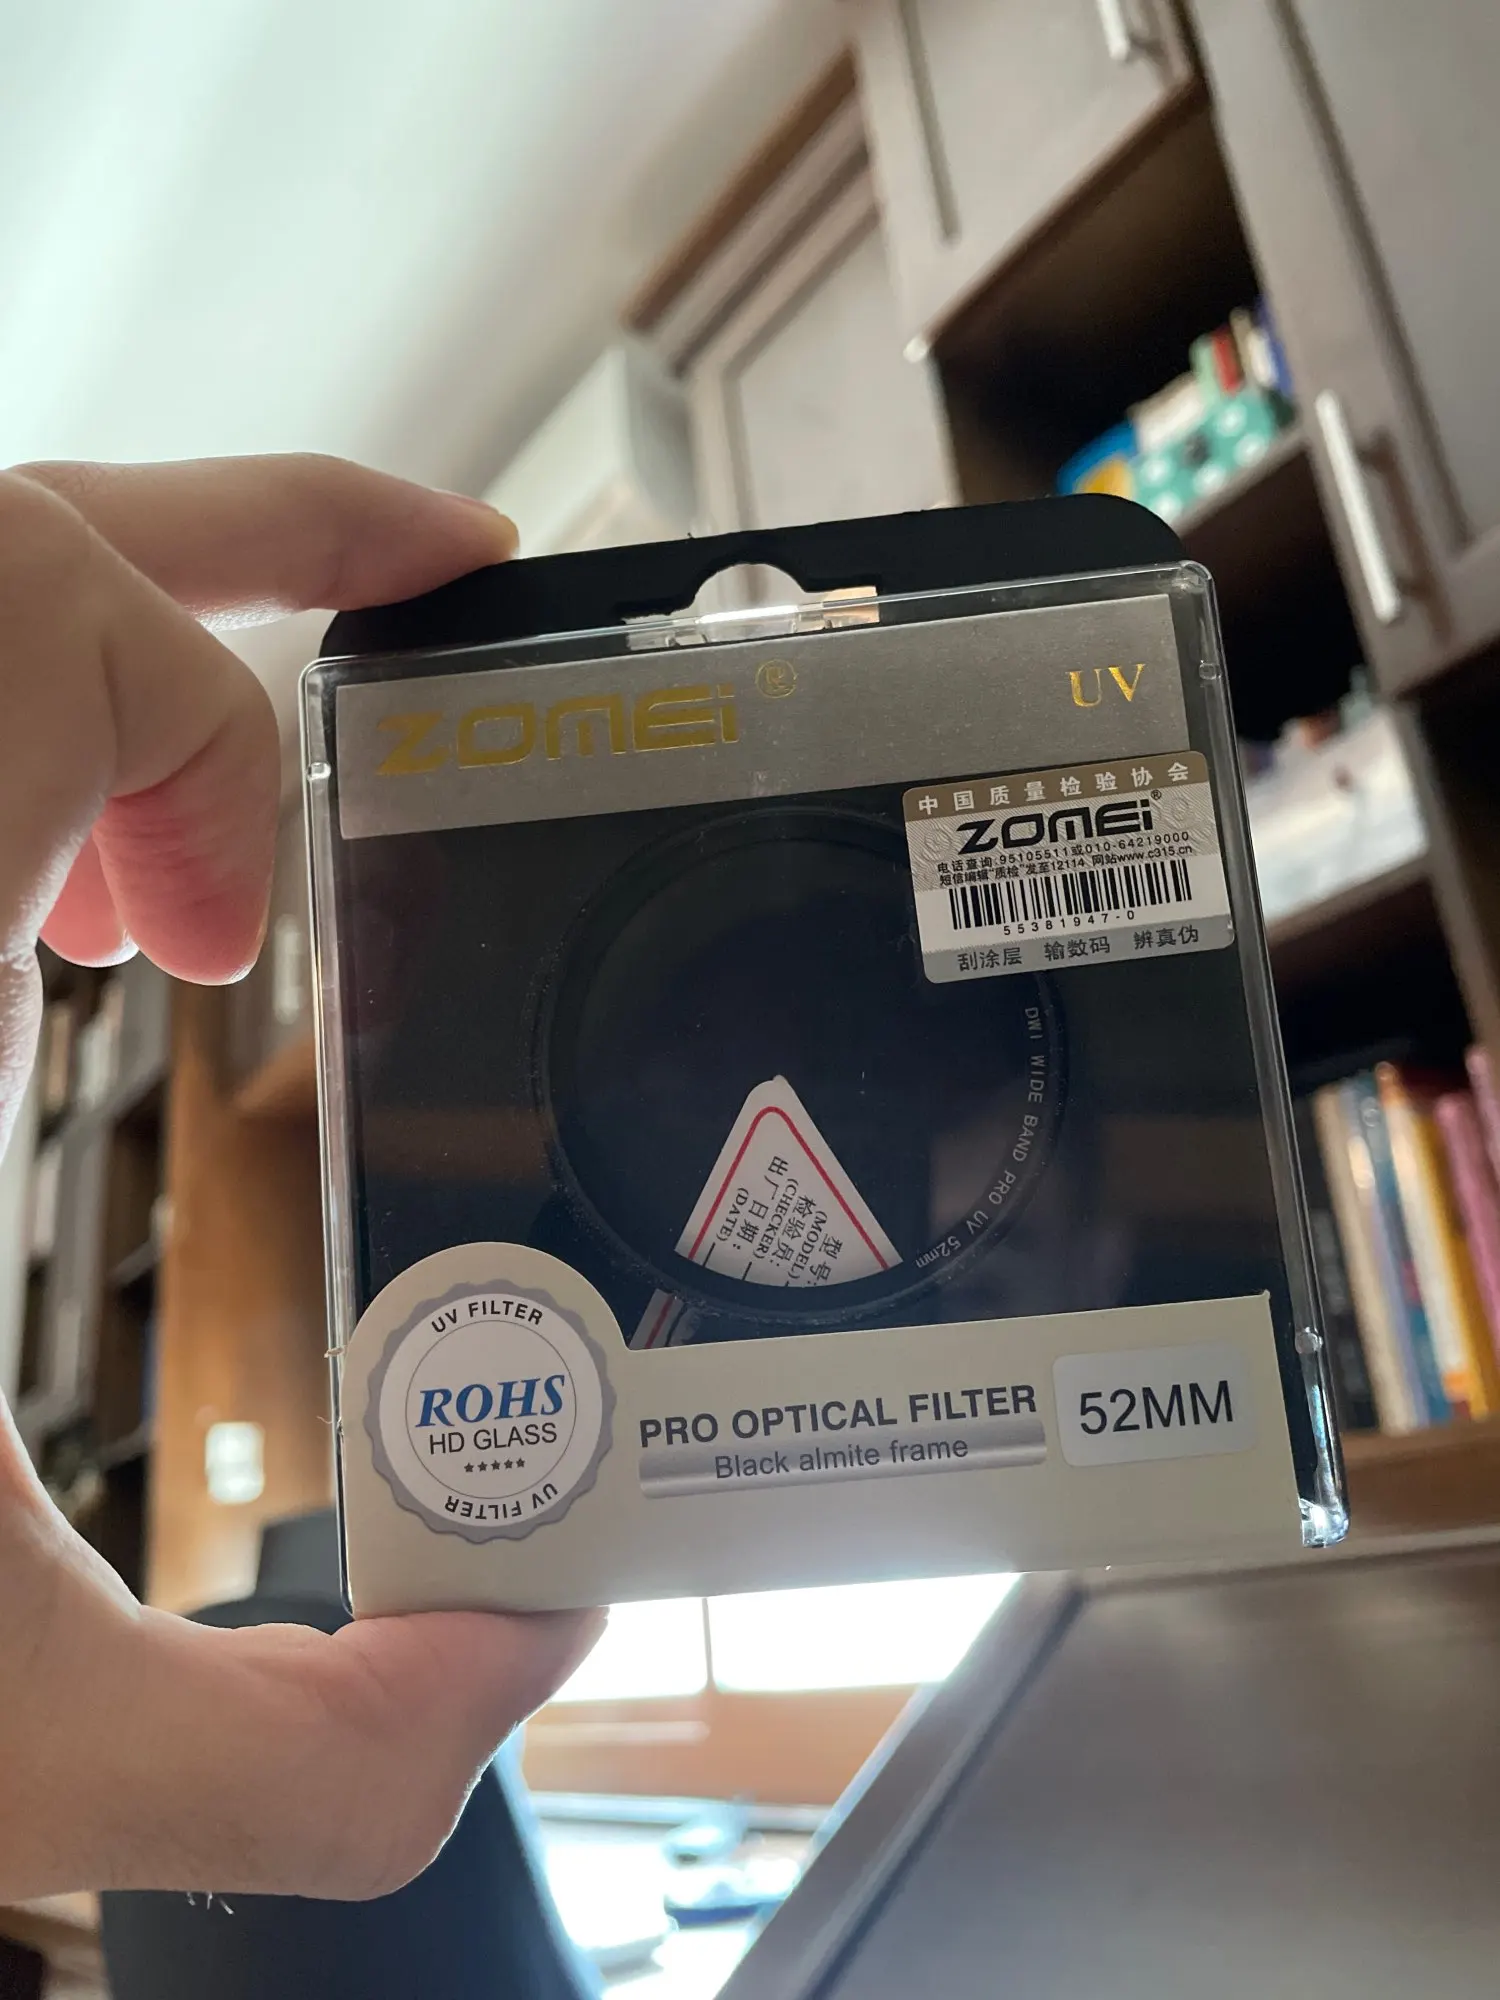 ZOMEi®
UV
中国质量检验协会
ZOMEi®
电话查询:95105511或010-64219000
短信编辑"质检"发至12114 网站www.c315.cn
55381947-0
刮涂层 输数码 辨真伪
DWI WIDE BAND PRO UV 52mm
型号:
(MODEL)
检验员:
(CHECKER)
出厂日期:
(DATE)
UV FILTER
ROHS
HD GLASS
★★★★★
UV FILTER
PRO OPTICAL FILTER
Black almite frame
52MM